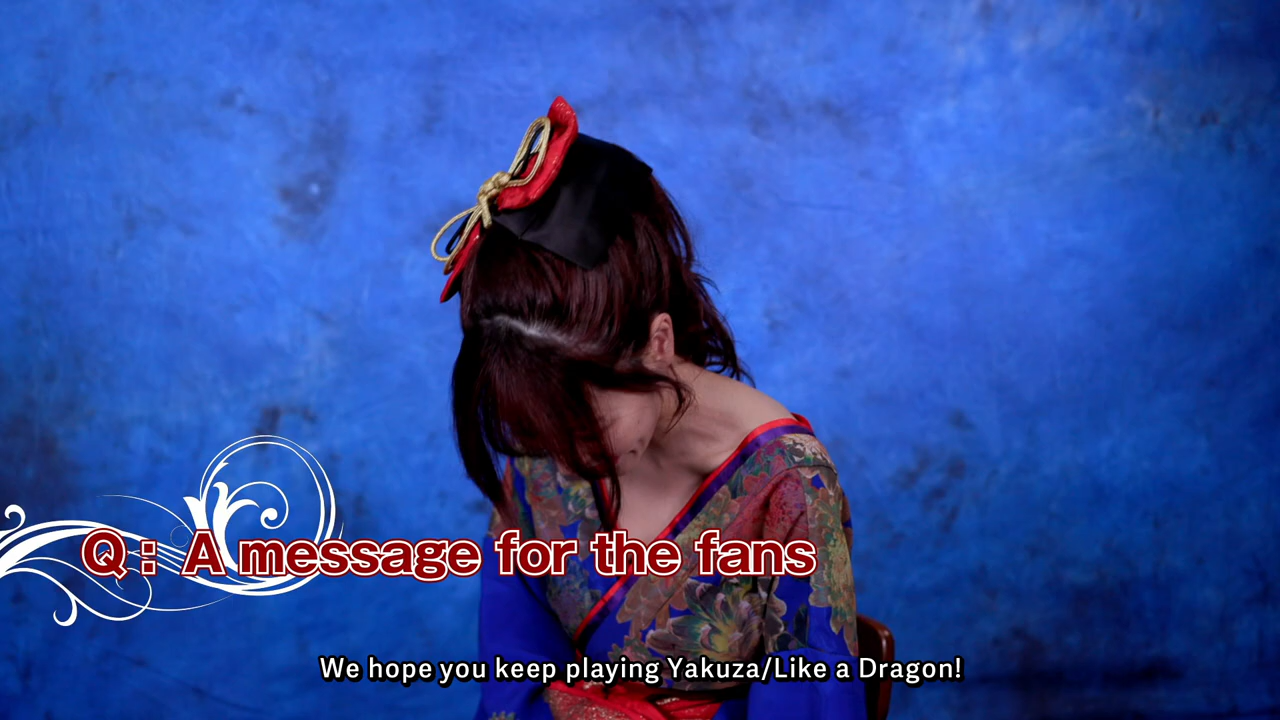 Q: A message for the fans
We hope you keep playing Yakuza/Like a Dragon!